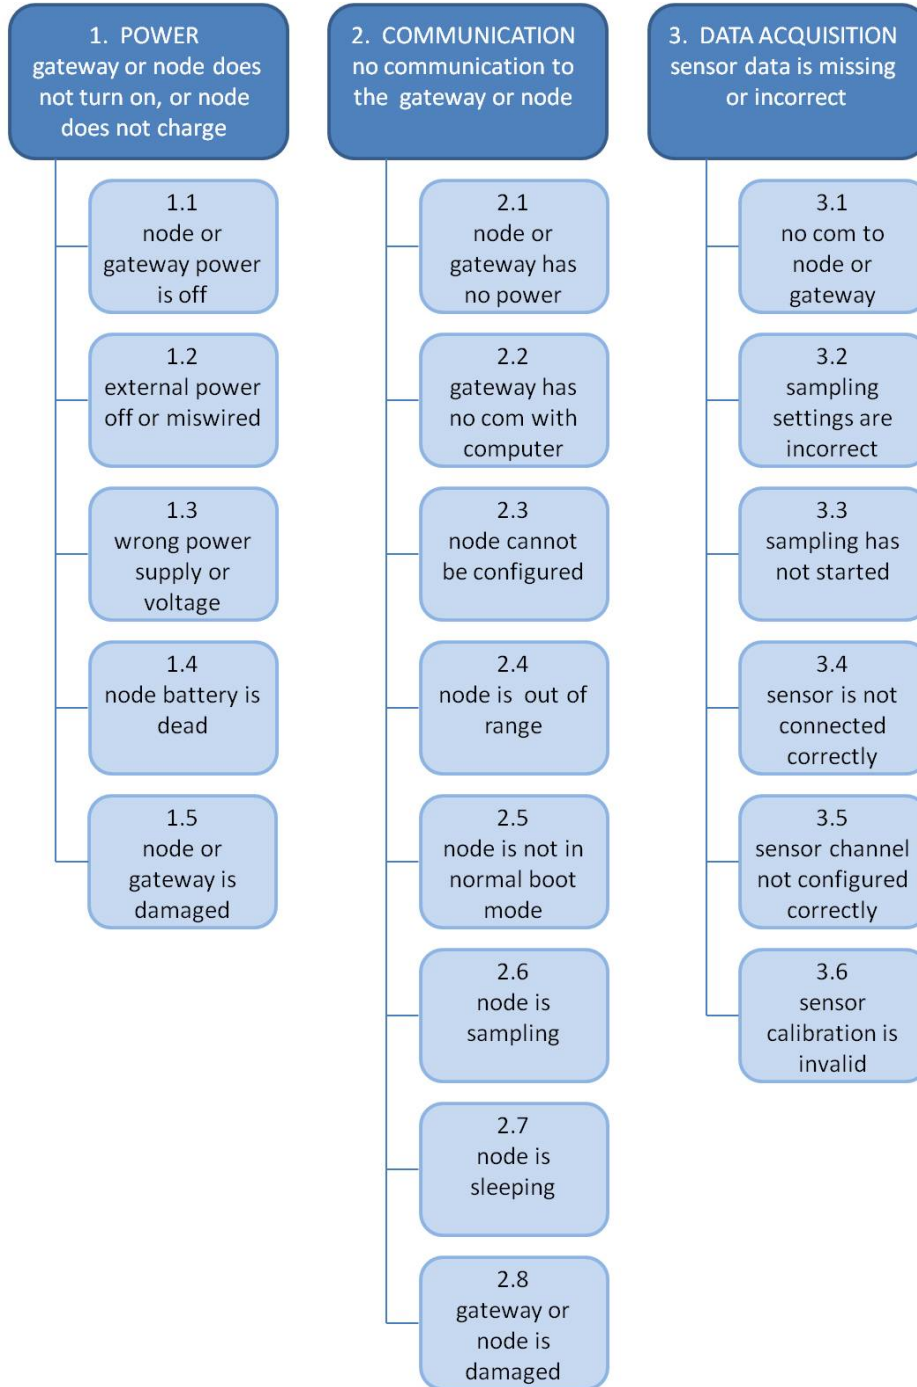 1. POWER
gateway or node does
not turn on, or node
does not charge
1.1
node or
gateway power
is off
1.2
external power
off or miswired
1.3
wrong power
supply or
voltage
1.4
node battery is
dead
1.5
node or
gateway is
damaged
2. COMMUNICATION
no communication to
the gateway or node
2.1
node or
gateway has
no power
2.2
gateway has
no com with
computer
2.3
node cannot
be configured
2.4
node is out of
range
2.5
node is not in
normal boot
mode
2.6
node is
sampling
2.7
node is
sleeping
2.8
gateway or
node is
damaged
3. DATA ACQUISITION
sensor data is missing
or incorrect
3.1
no com to
node or
gateway
3.2
sampling
settings are
incorrect
3.3
sampling has
not started
3.4
sensor is not
connected
correctly
3.5
sensor channel
not configured
correctly
3.6
sensor
calibration is
invalid